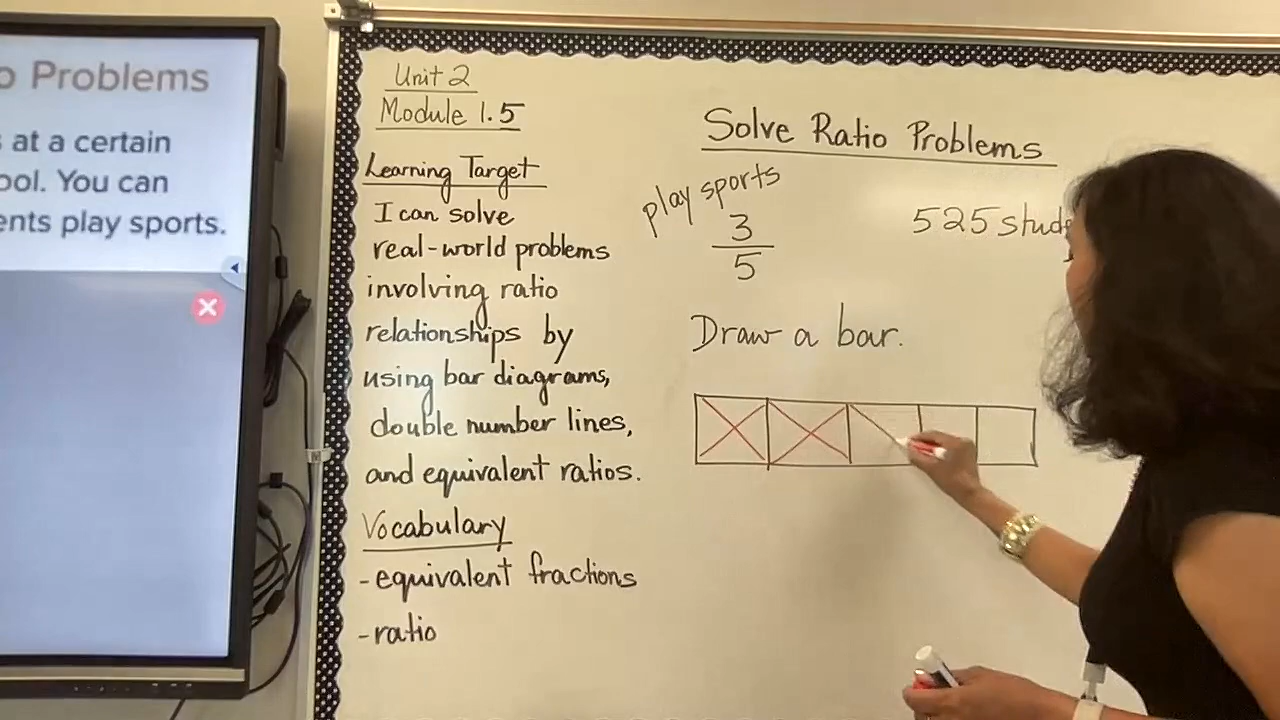 o Problems
s at a certain
ool. You can
ents play sports.
Unit 2
Module 1.5
Learning Target
I can solve
real-world problems
involving ratio
relationships by
using bar diagrams,
double number lines,
and equivalent ratios.
Vocabulary
-equivalent fractions
-ratio
Solve Ratio Problems
play sports
3
5
525 stude
Draw a bar.